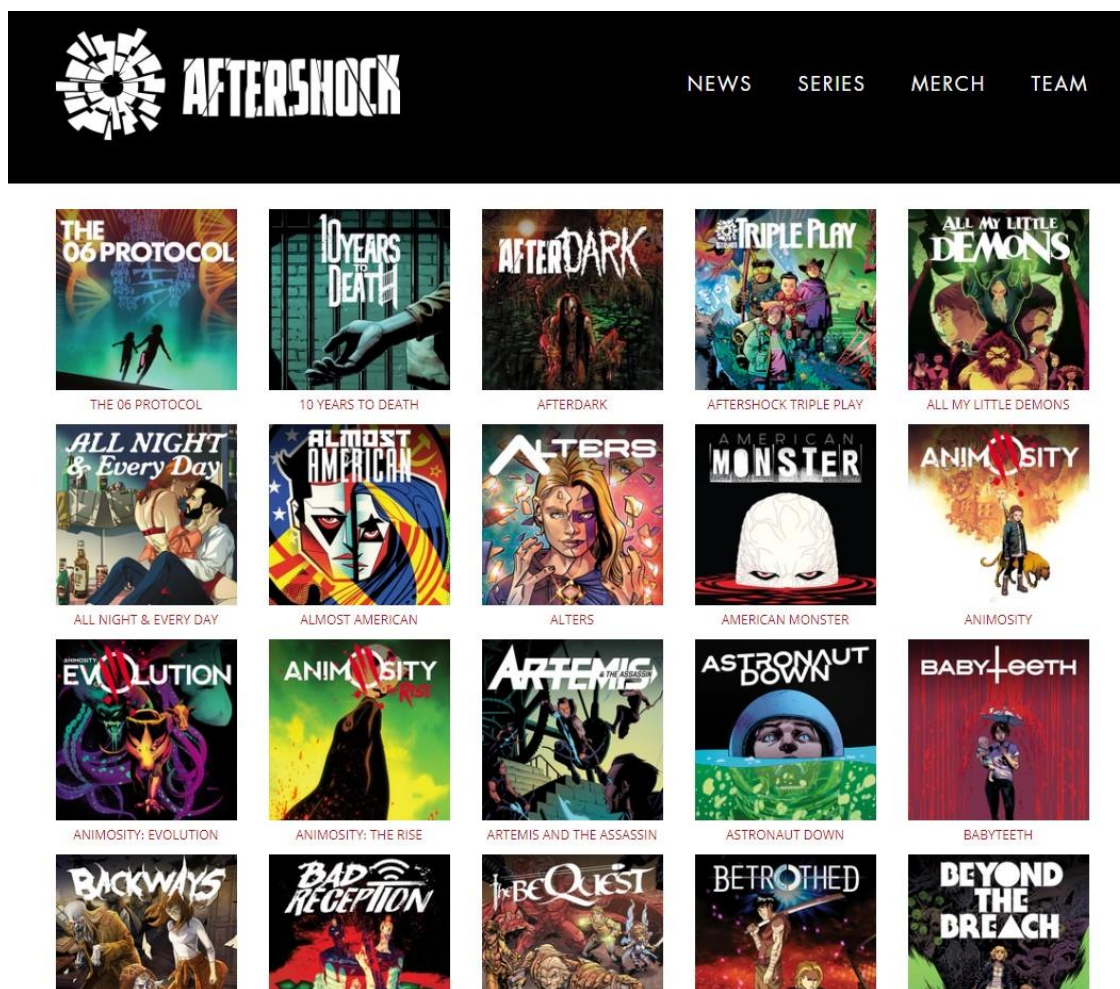 AFTERSHOCK
NEWS SERIES MERCH TEAM
THE
06 PROTOCOL
10 YEARS
TO
DEATH
AFTERDARK
TRIPLE PLAY
ALL MY LITTLE
DEMONS
THE 06 PROTOCOL
10 YEARS TO DEATH
AFTERDARK
AFTERSHOCK TRIPLE PLAY
ALL MY LITTLE DEMONS
ALL NIGHT
& Every Day
ALMOST
AMERICAN
ALTERS
AMERICAN
MONSTER
ANIMOSITY
ALL NIGHT & EVERY DAY
ALMOST AMERICAN
ALTERS
AMERICAN MONSTER
ANIMOSITY
ANIMOSITY
EVOLUTION
ANIMOSITY
RISE
ARTEMIS
& THE ASSASSIN
ASTRONAUT
DOWN
BABYTEETH
ANIMOSITY: EVOLUTION
ANIMOSITY: THE RISE
ARTEMIS AND THE ASSASSIN
ASTRONAUT DOWN
BABYTEETH
BACKWAYS
BAD
RECEPTION
The BEQUEST
BETROTHED
BEYOND
THE
BREACH